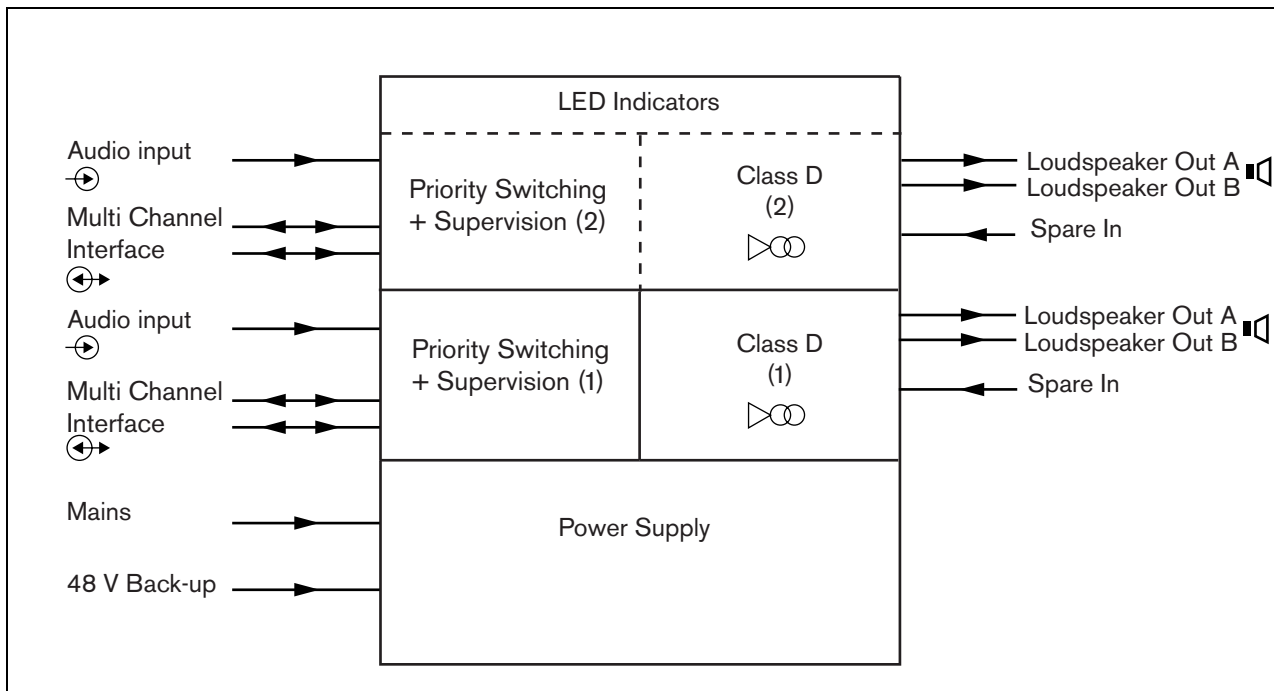 LED Indicators
Audio input
Multi Channel
Interface
Priority Switching
+ Supervision (2)
Class D
(2)
Loudspeaker Out A
Loudspeaker Out B
Spare In
Audio input
Multi Channel
Interface
Priority Switching
+ Supervision (1)
Class D
(1)
Loudspeaker Out A
Loudspeaker Out B
Spare In
Mains
48 V Back-up
Power Supply